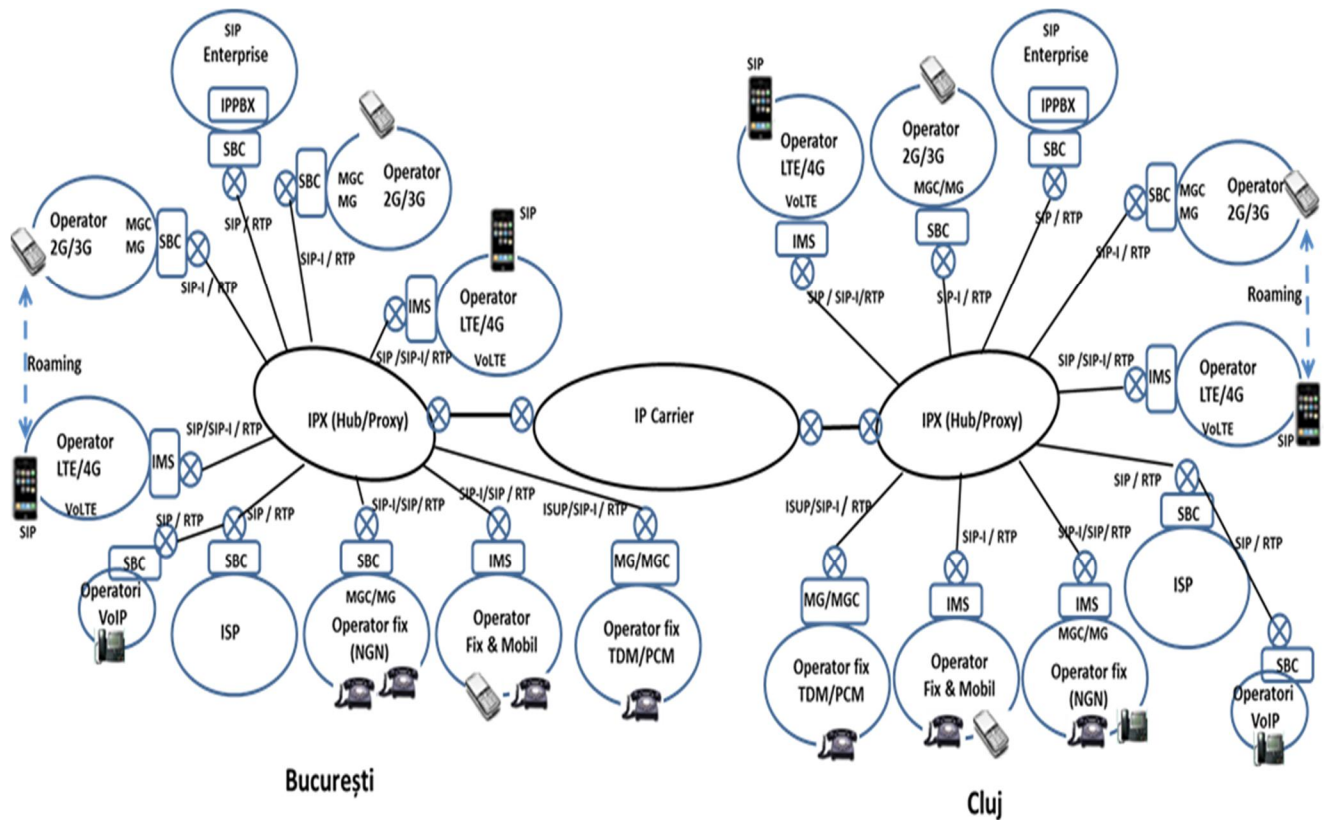 SIP
Enterprise
IPPBX
SBC
SIP / RTP
SBC
MGC
MG
Operator
2G/3G
SIP-I / RTP
Operator
2G/3G
MGC
MG
SBC
SIP-I / RTP
SIP
IMS
Operator
LTE/4G
VoLTE
SIP /SIP-I/ RTP
Roaming
IPX (Hub/Proxy)
Operator
LTE/4G
VoLTE
IMS
SIP
SIP/SIP-I / RTP
SIP / RTP
SBC
Operatori
VoIP
SIP / RTP
SBC
ISP
SIP-I/SIP/ RTP
SBC
MGC/MG
Operator fix
(NGN)
SIP-I/SIP / RTP
IMS
Operator
Fix & Mobil
ISUP/SIP-I/ RTP
MG/MGC
Operator fix
TDM/PCM
București
IP Carrier
SIP
Operator
LTE/4G
VoLTE
IMS
SIP / SIP-I/RTP
Operator
2G/3G
MGC/MG
SBC
SIP-I / RTP
SIP
Enterprise
IPPBX
SBC
SIP / RTP
SBC
MGC
MG
Operator
2G/3G
SIP-I / RTP
Roaming
IPX (Hub/Proxy)
SIP /SIP-I/ RTP
IMS
Operator
LTE/4G
VoLTE
SIP
SIP / RTP
SBC
ISP
SIP / RTP
SBC
Operatori
VoIP
ISUP/SIP-I / RTP
MG/MGC
Operator fix
TDM/PCM
SIP-I / RTP
IMS
Operator
Fix & Mobil
SIP-I/SIP/ RTP
IMS
MGC/MG
Operator fix
(NGN)
Cluj